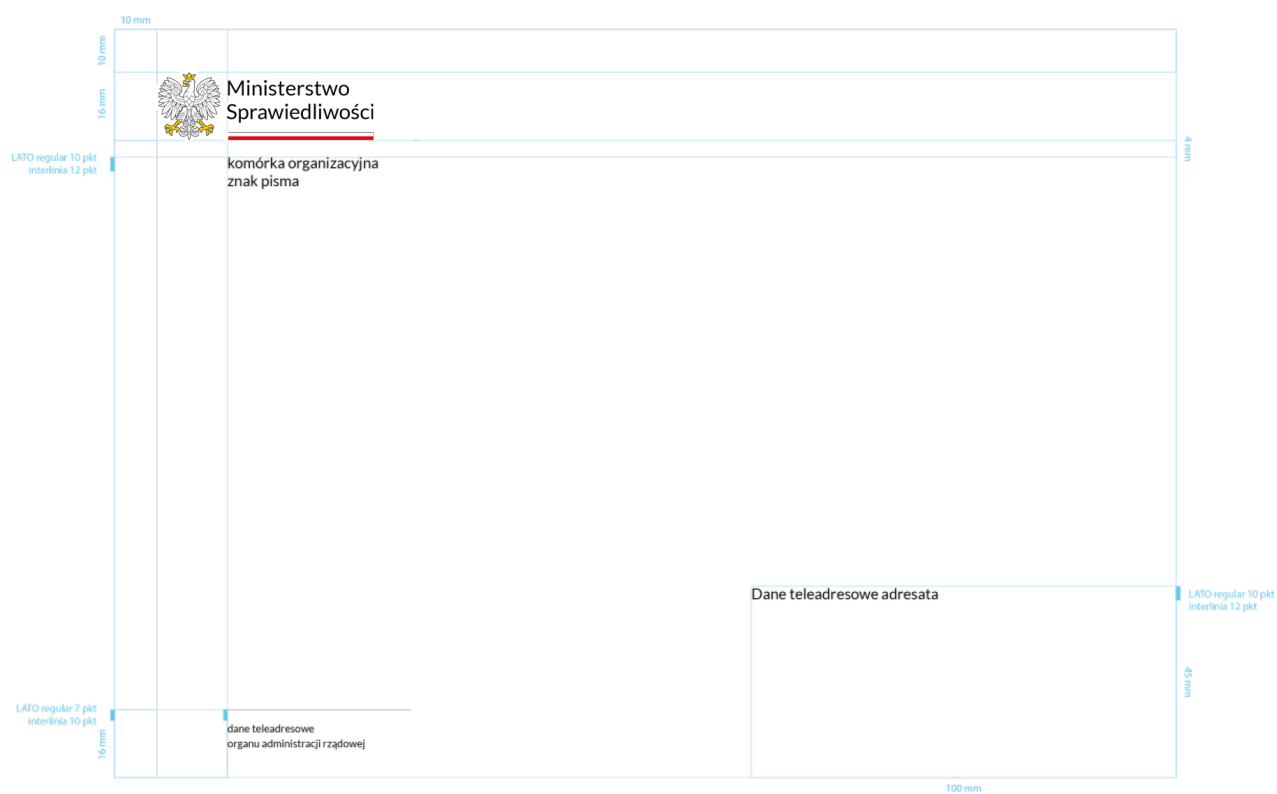 10 mm
10 mm
Ministerstwo
Sprawiedliwości
16 mm
4 mm
LATO regular 10 pkt
interlinia 12 pkt
komórka organizacyjna
znak pisma
Dane teleadresowe adresata
LATO regular 10 pkt
interlinia 12 pkt
45 mm
LATO regular 7 pkt
interlinia 10 pkt
dane teleadresowe
organu administracji rządowej
16 mm
100 mm